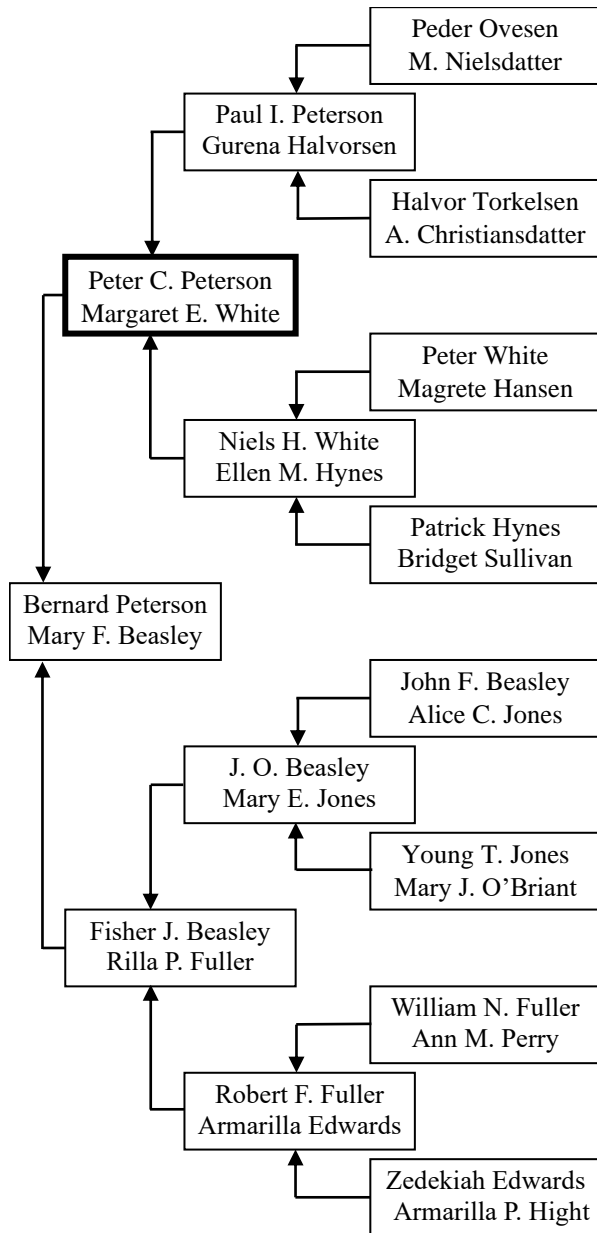 Peder Ovesen
M. Nielsdatter
Paul I. Peterson
Gurena Halvorsen
Halvor Torkelsen
A. Christiansdatter
Peter C. Peterson
Margaret E. White
Peter White
Magrete Hansen
Niels H. White
Ellen M. Hynes
Patrick Hynes
Bridget Sullivan
Bernard Peterson
Mary F. Beasley
John F. Beasley
Alice C. Jones
J. O. Beasley
Mary E. Jones
Young T. Jones
Mary J. O’Briant
Fisher J. Beasley
Rilla P. Fuller
William N. Fuller
Ann M. Perry
Robert F. Fuller
Armarilla Edwards
Zedekiah Edwards
Armarilla P. Hight